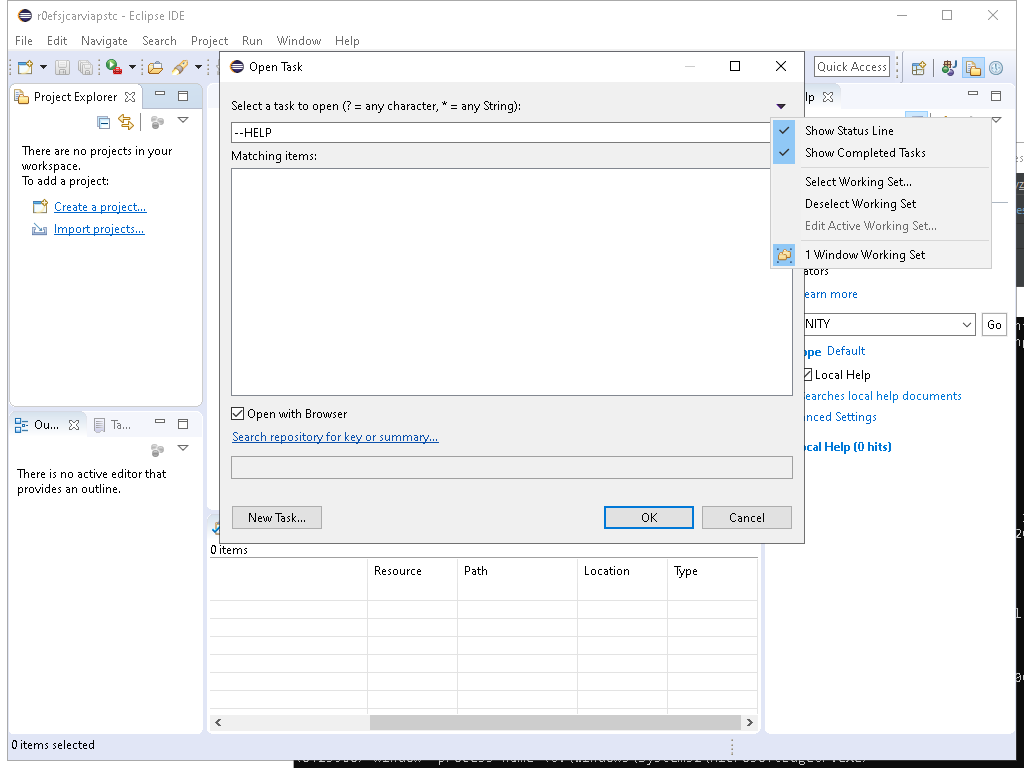 r0efsjcarviapstc - Eclipse IDE
File Edit Navigate Search Project Run Window Help
Open Task
Quick Access
Project Explorer
Select a task to open (? = any character, * = any String):
--HELP
Matching items:
Show Status Line
Show Completed Tasks
Select Working Set...
Deselect Working Set
Edit Active Working Set...
1 Window Working Set
There are no projects in your
workspace.
To add a project:
Create a project...
Import projects...
earn more
NITY
Go
ope Default
Local Help
earches local help documents
nced Settings
cal Help (0 hits)
Open with Browser
Search repository for key or summary...
Ou...
Ta...
There is no active editor that
provides an outline.
New Task...
OK
Cancel
0 items
Resource Path Location Type
0 items selected